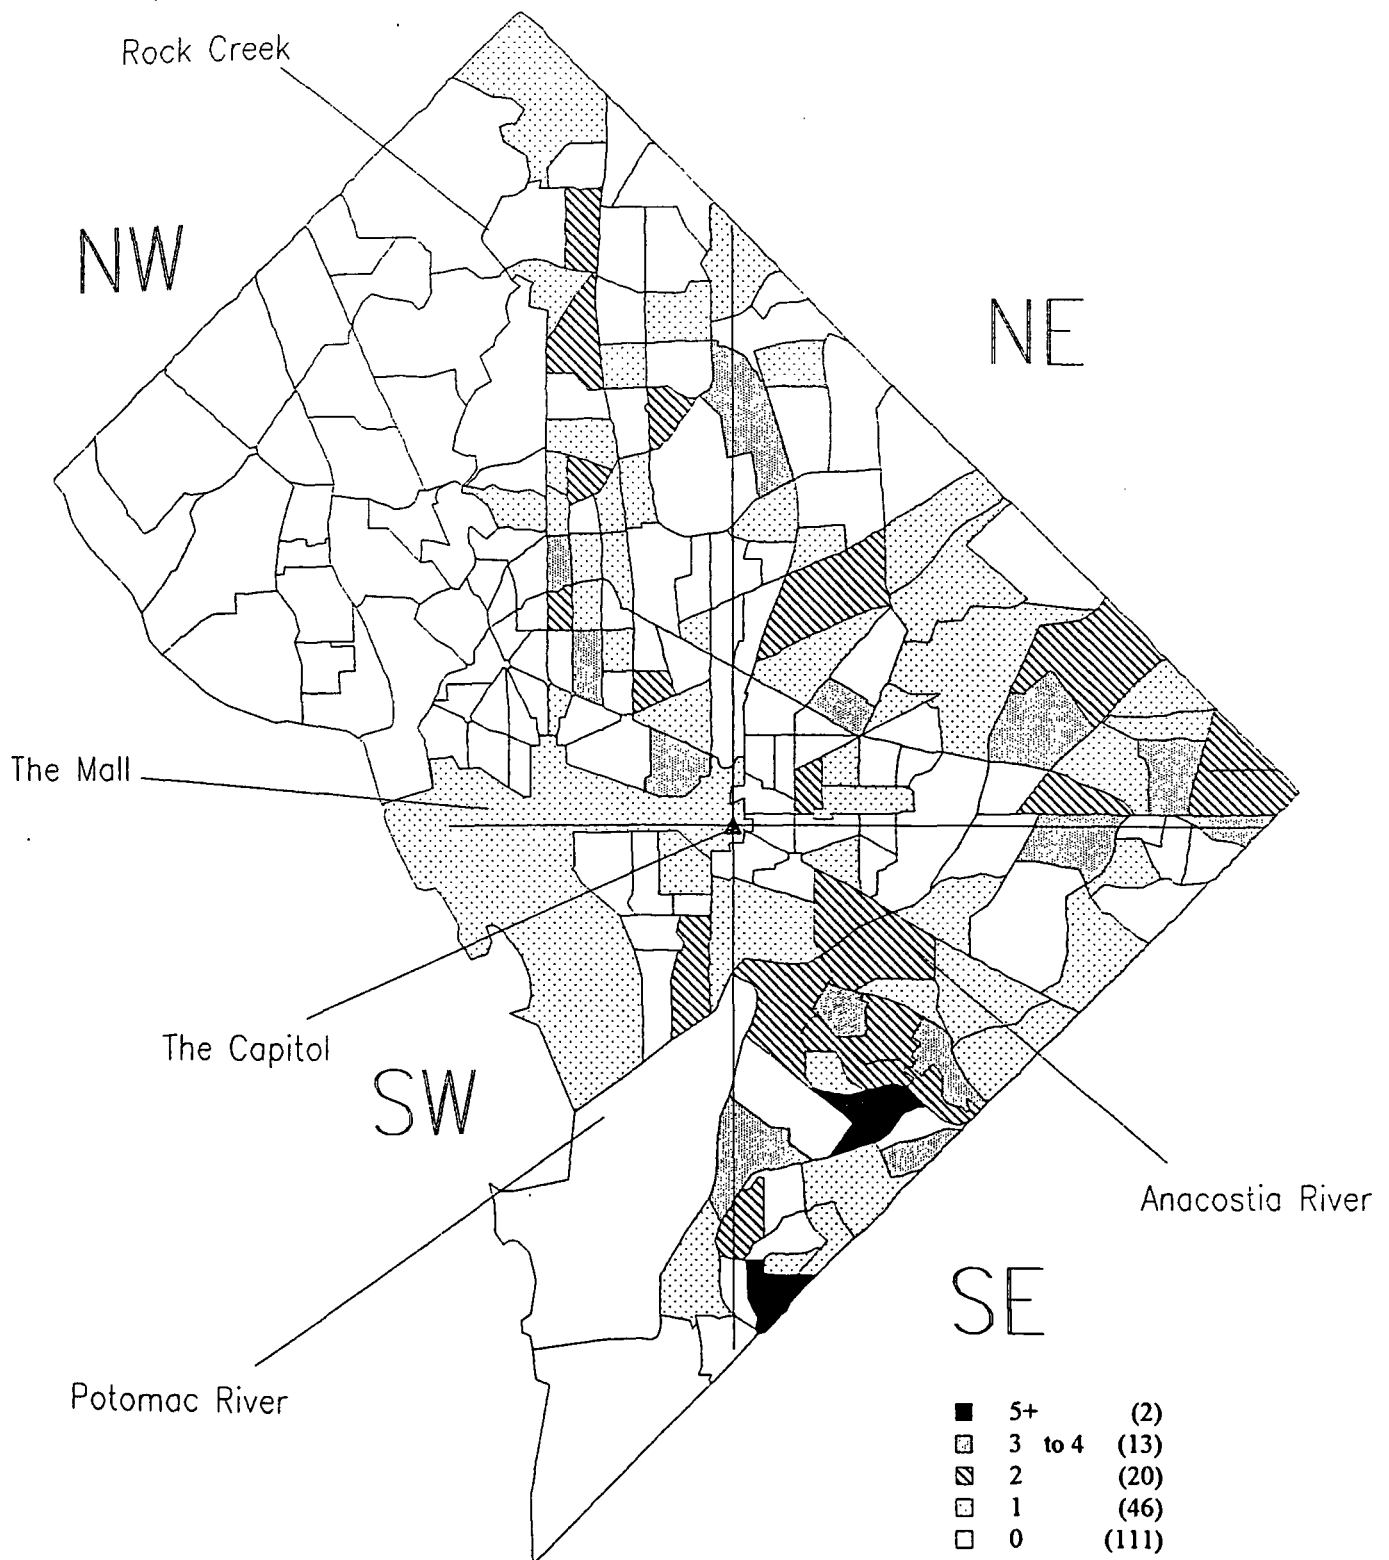 Rock Creek
NW
NE
The Mall
The Capitol
SW
Anacostia River
SE
Potomac River
5+ (2)
3 to 4 (13)
2 (20)
1 (46)
0 (111)